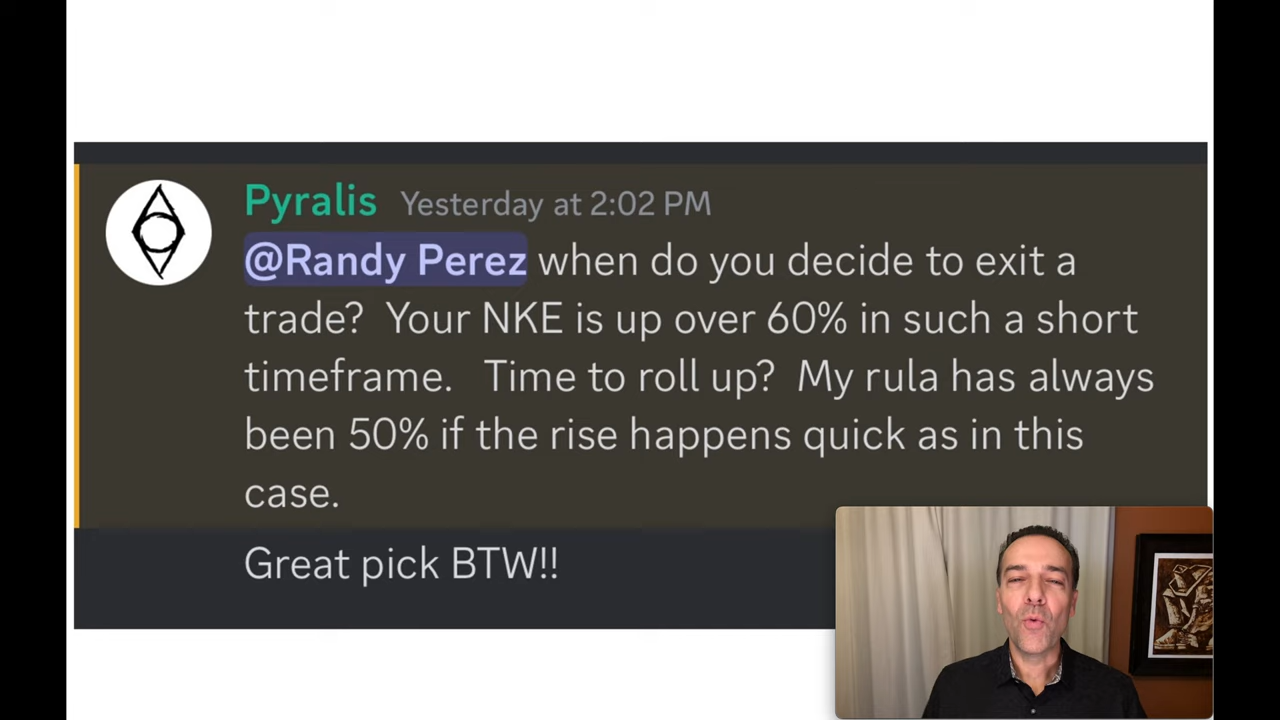 Pyralis Yesterday at 2:02 PM
@Randy Perez when do you decide to exit a
trade? Your NKE is up over 60% in such a short
timeframe. Time to roll up? My rula has always
been 50% if the rise happens quick as in this
case.
Great pick BTW!!